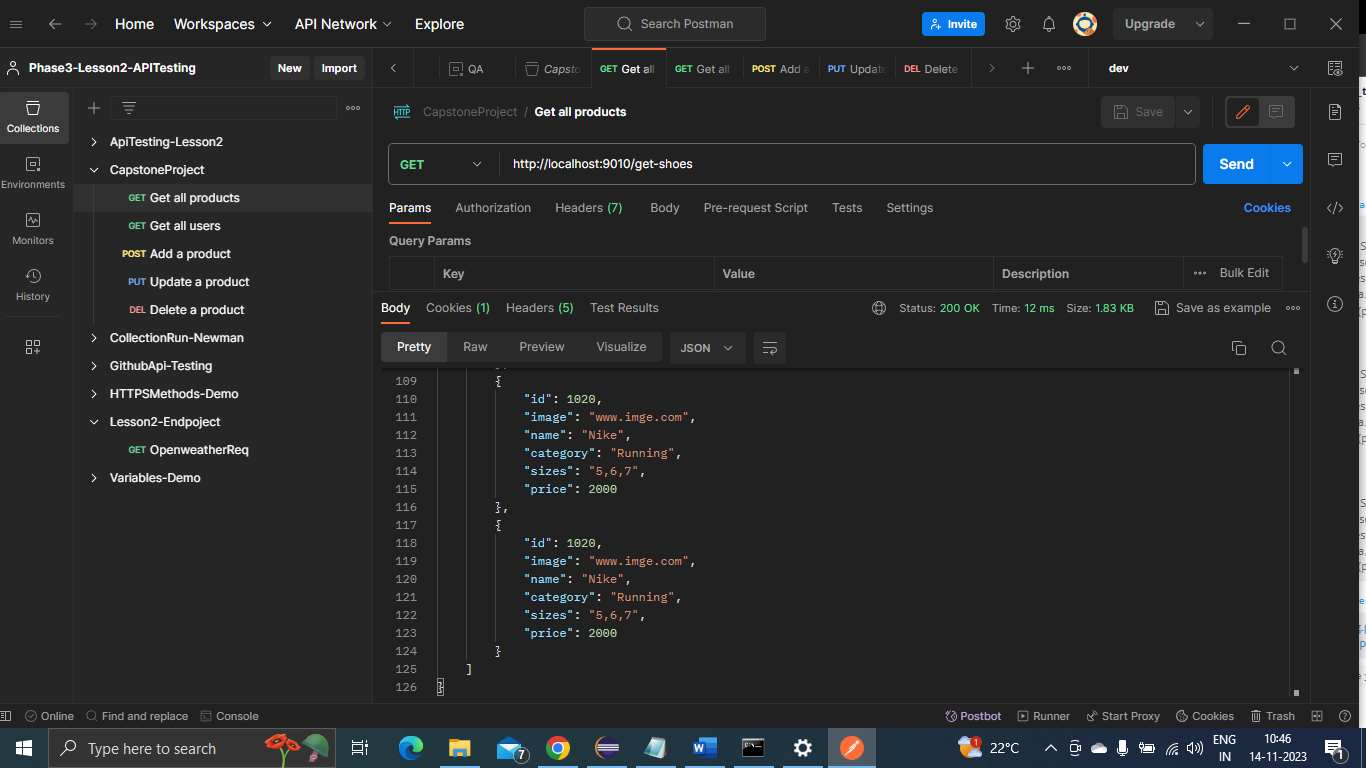 Home Workspaces API Network Explore Search Postman Invite Upgrade
Phase3-Lesson2-APITesting New Import QA Capsto GET Get all GET Get all POST Add a PUT Update DEL Delete dev
Collections
Environments
Monitors
History
ApiTesting-Lesson2
CapstoneProject
GET Get all products
GET Get all users
POST Add a product
PUT Update a product
DEL Delete a product
CollectionRun-Newman
GithubApi-Testing
HTTPSMethods-Demo
Lesson2-Endpoject
GET OpenweatherReq
Variables-Demo
HTTP CapstoneProject / Get all products Save
GET http://localhost:9010/get-shoes Send
Params Authorization Headers (7) Body Pre-request Script Tests Settings Cookies
Query Params
Key Value Description Bulk Edit
Body Cookies (1) Headers (5) Test Results Status: 200 OK Time: 12 ms Size: 1.83 KB Save as example
Pretty Raw Preview Visualize JSON
109 {
110 "id": 1020,
111 "image": "www.imge.com",
112 "name": "Nike",
113 "category": "Running",
114 "sizes": "5,6,7",
115 "price": 2000
116 },
117 {
118 "id": 1020,
119 "image": "www.imge.com",
120 "name": "Nike",
121 "category": "Running",
122 "sizes": "5,6,7",
123 "price": 2000
124 }
125 ]
126 }
Online Find and replace Console Postbot Runner Start Proxy Cookies Trash
Type here to search 7 1 22°C ENG 10:46
IN 14-11-2023 1